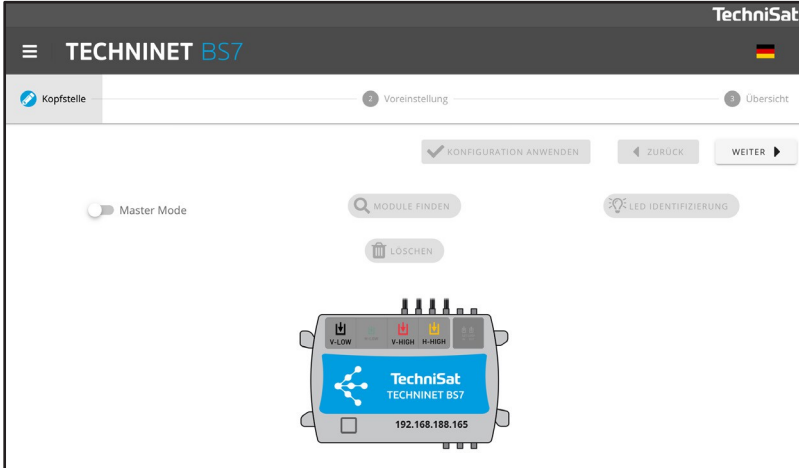 TechniSat
TECHNINET BS7
Kopfstelle
2 Voreinstellung
3 Übersicht
KONFIGURATION ANWENDEN
ZURÜCK
WEITER
Master Mode
MODULE FINDEN
LED IDENTIFIZIERUNG
LÖSCHEN
V-LOW V-HIGH H-HIGH
TechniSat
TECHNINET BS7
192.168.188.165